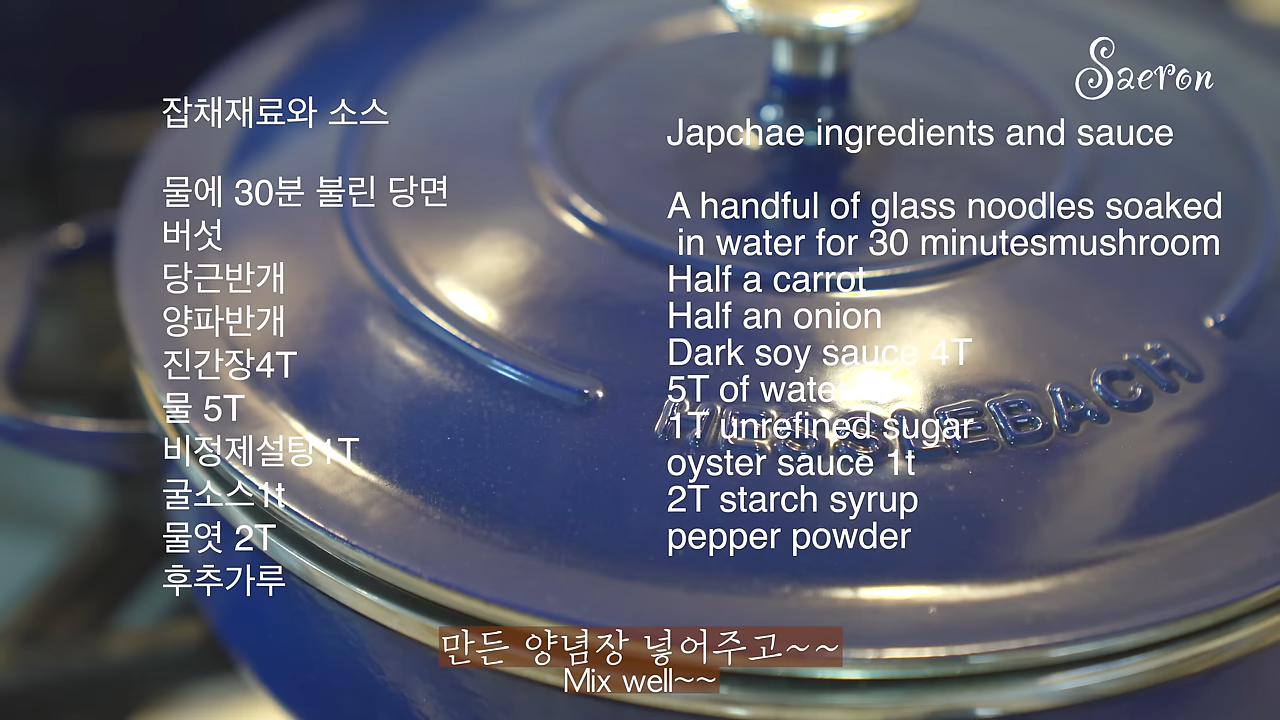 Saeron
잡채재료와 소스
물에 30분 불린 당면
버섯
당근반개
양파반개
진간장4T
물 5T
비정제설탕1T
굴소스1t
물엿 2T
후추가루
Japchae ingredients and sauce
A handful of glass noodles soaked
in water for 30 minutesmushroom
Half a carrot
Half an onion
Dark soy sauce 4T
5T of water
1T unrefined sugar
oyster sauce 1t
2T starch syrup
pepper powder
만든 양념장 넣어주고~~
Mix well~~